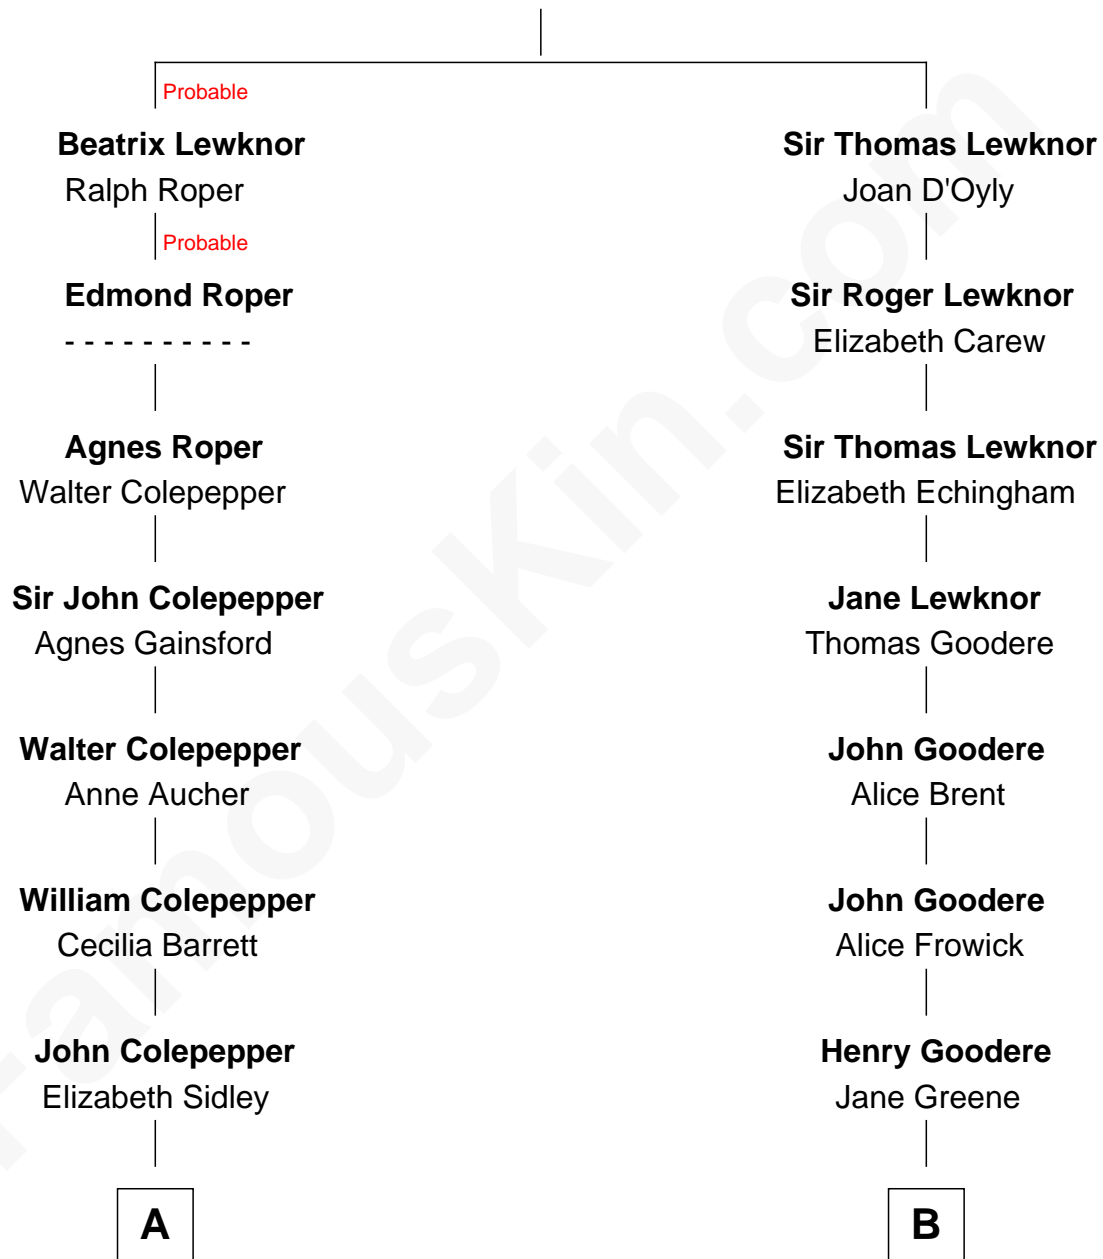 Probable
Beatrix Lewknor
Ralph Roper
Probable
Edmond Roper
- - - - - - - - - -
Agnes Roper
Walter Colepepper
Sir John Colepepper
Agnes Gainsford
Walter Colepepper
Anne Aucher
William Colepepper
Cecilia Barrett
John Colepepper
Elizabeth Sidley
A
Sir Thomas Lewknor
Joan D'Oyly
Sir Roger Lewknor
Elizabeth Carew
Sir Thomas Lewknor
Elizabeth Echingham
Jane Lewknor
Thomas Goodere
John Goodere
Alice Brent
John Goodere
Alice Frowick
Henry Goodere
Jane Greene
B
FamousKin.com